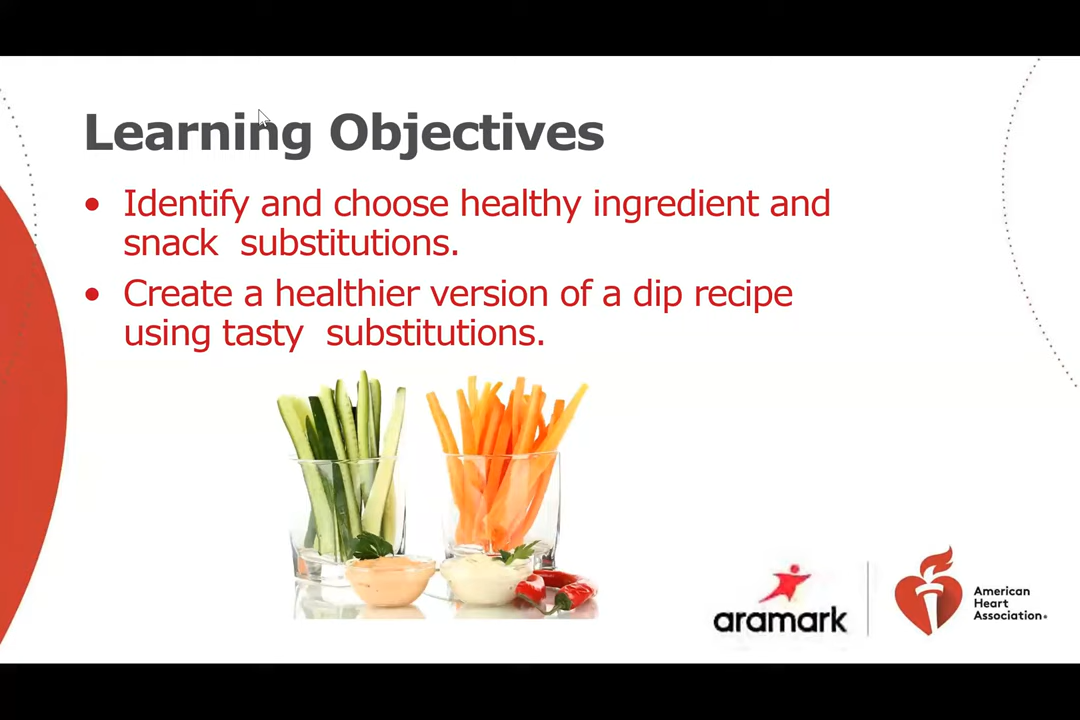 Learning Objectives
• Identify and choose healthy ingredient and
snack  substitutions.
• Create a healthier version of a dip recipe
using tasty  substitutions.
aramark
American
Heart
Association®